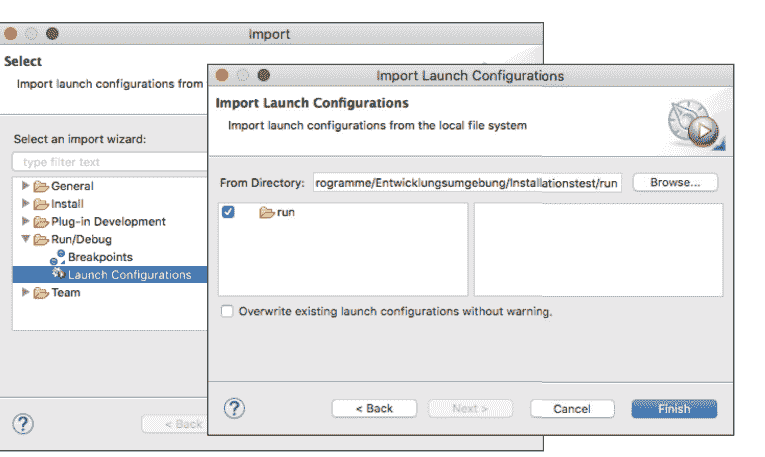 Import
Select
Import launch configurations from
Select an import wizard:
type filter text
General
Install
Plug-in Development
Run/Debug
Breakpoints
Launch Configurations
Team
?
< Back
Import Launch Configurations
Import Launch Configurations
Import launch configurations from the local file system
From Directory: rogramme/Entwicklungsumgebung/Installationstest/run Browse...
run
Overwrite existing launch configurations without warning.
? < Back Next > Cancel Finish